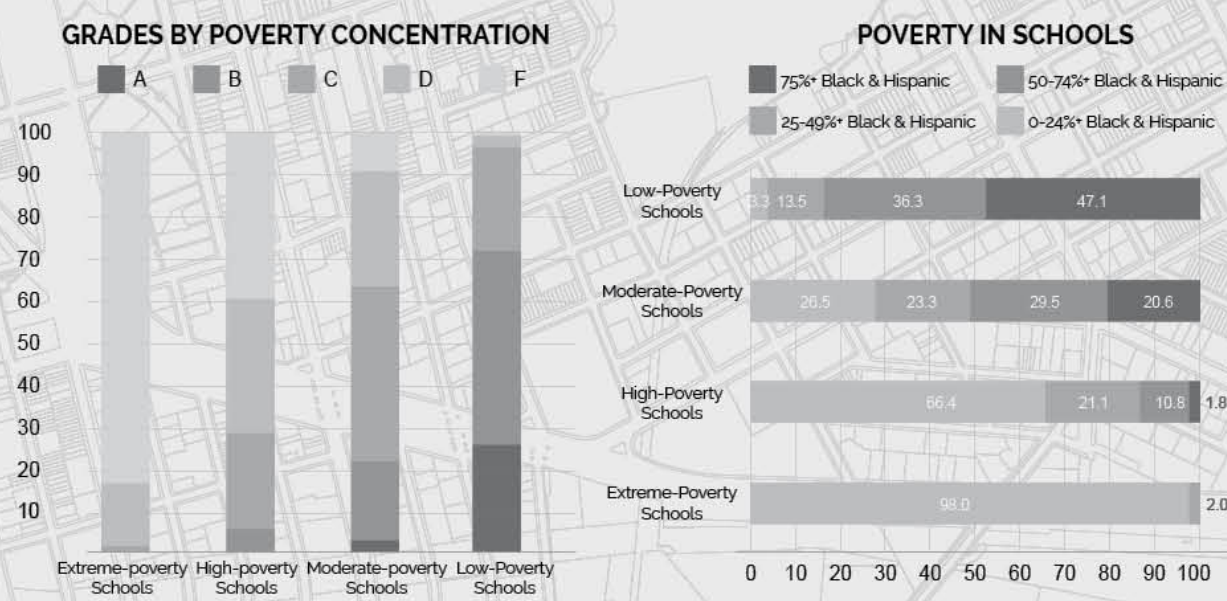 GRADES BY POVERTY CONCENTRATION
A B C D F
100
90
80
70
60
50
40
30
20
10
Extreme-poverty Schools
High-poverty Schools
Moderate-poverty Schools
Low-Poverty Schools
POVERTY IN SCHOOLS
75%+ Black & Hispanic
50-74%+ Black & Hispanic
25-49%+ Black & Hispanic
0-24%+ Black & Hispanic
Low-Poverty
Schools
3.3 13.5 36.3 47.1
Moderate-Poverty
Schools
26.5 23.3 29.5 20.6
High-Poverty
Schools
66.4 21.1 10.8 1.8
Extreme-Poverty
Schools
98.0 2.0
0 10 20 30 40 50 60 70 80 90 100